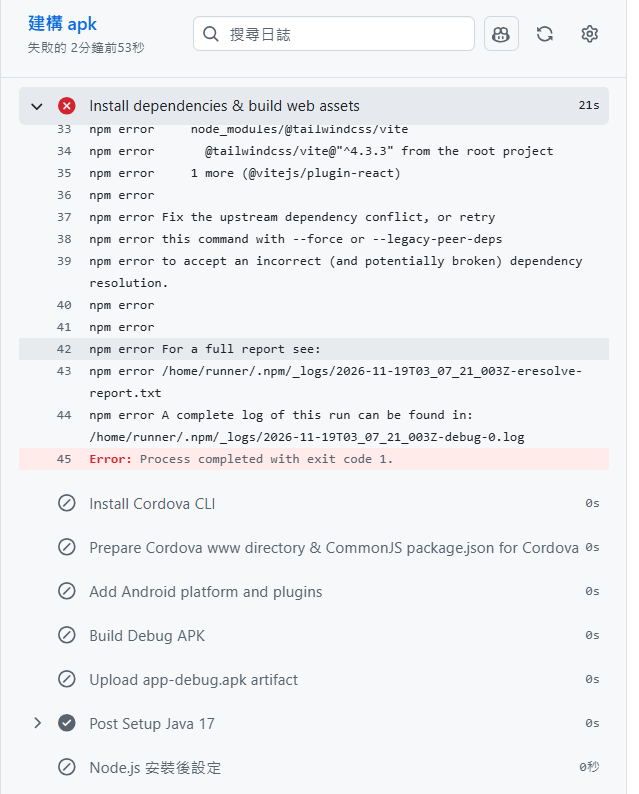 建構 apk
失敗的 2分鐘前53秒
搜尋日誌
Install dependencies & build web assets 21s
33 npm error node_modules/@tailwindcss/vite
34 npm error @tailwindcss/vite@"^4.3.3" from the root project
35 npm error 1 more (@vitejs/plugin-react)
36 npm error
37 npm error Fix the upstream dependency conflict, or retry
38 npm error this command with --force or --legacy-peer-deps
39 npm error to accept an incorrect (and potentially broken) dependency
resolution.
40 npm error
41 npm error
42 npm error For a full report see:
43 npm error /home/runner/.npm/_logs/2026-11-19T03_07_21_003Z-eresolve-
report.txt
44 npm error A complete log of this run can be found in:
/home/runner/.npm/_logs/2026-11-19T03_07_21_003Z-debug-0.log
45 Error: Process completed with exit code 1.
Install Cordova CLI 0s
Prepare Cordova www directory & CommonJS package.json for Cordova 0s
Add Android platform and plugins 0s
Build Debug APK 0s
Upload app-debug.apk artifact 0s
Post Setup Java 17 0s
Node.js 安裝後設定 0秒